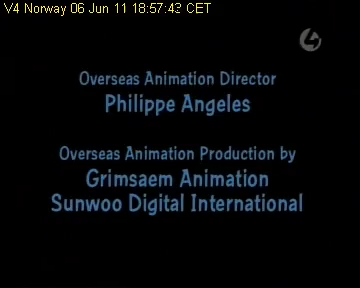 V4 Norway 06 Jun 11 18:57:43 CET
4
Overseas Animation Director
Philippe Angeles
Overseas Animation Production by
Grimsaem Animation
Sunwoo Digital International